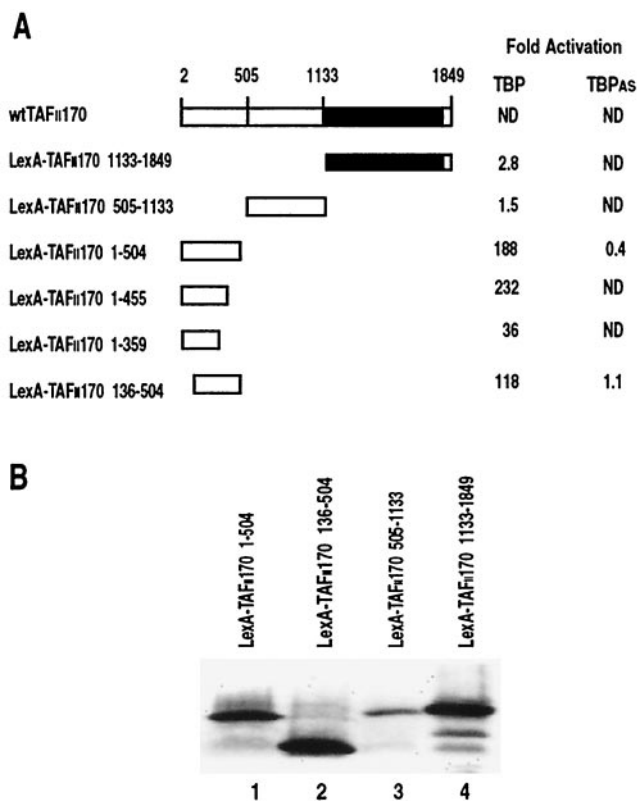 A
Fold Activation
2 505 1133 1849 TBP TBPAS
wtTAFII170 ND ND
LexA-TAFII170 1133-1849 2.8 ND
LexA-TAFII170 505-1133 1.5 ND
LexA-TAFII170 1-504 188 0.4
LexA-TAFII170 1-455 232 ND
LexA-TAFII170 1-359 36 ND
LexA-TAFII170 136-504 118 1.1
B
LexA-TAFII170 1-504
LexA-TAFII170 136-504
LexA-TAFII170 505-1133
LexA-TAFII170 1133-1849
1 2 3 4